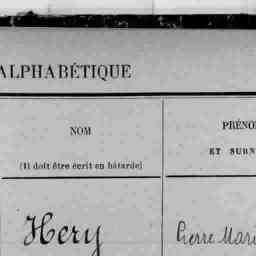 ALPHABÉTIQUE
NOM
(Il doit être écrit en bâtarde)
PRÉNO
ET SURN
Hery
Pierre Mari